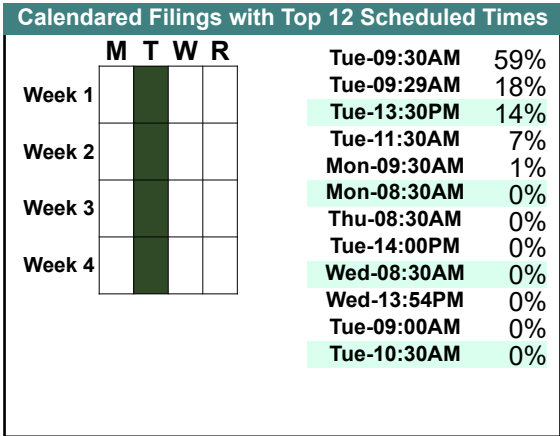 Calendared Filings with Top 12 Scheduled Times
M T W R
Week 1
Week 2
Week 3
Week 4
Tue-09:30AM 59%
Tue-09:29AM 18%
Tue-13:30PM 14%
Tue-11:30AM 7%
Mon-09:30AM 1%
Mon-08:30AM 0%
Thu-08:30AM 0%
Tue-14:00PM 0%
Wed-08:30AM 0%
Wed-13:54PM 0%
Tue-09:00AM 0%
Tue-10:30AM 0%